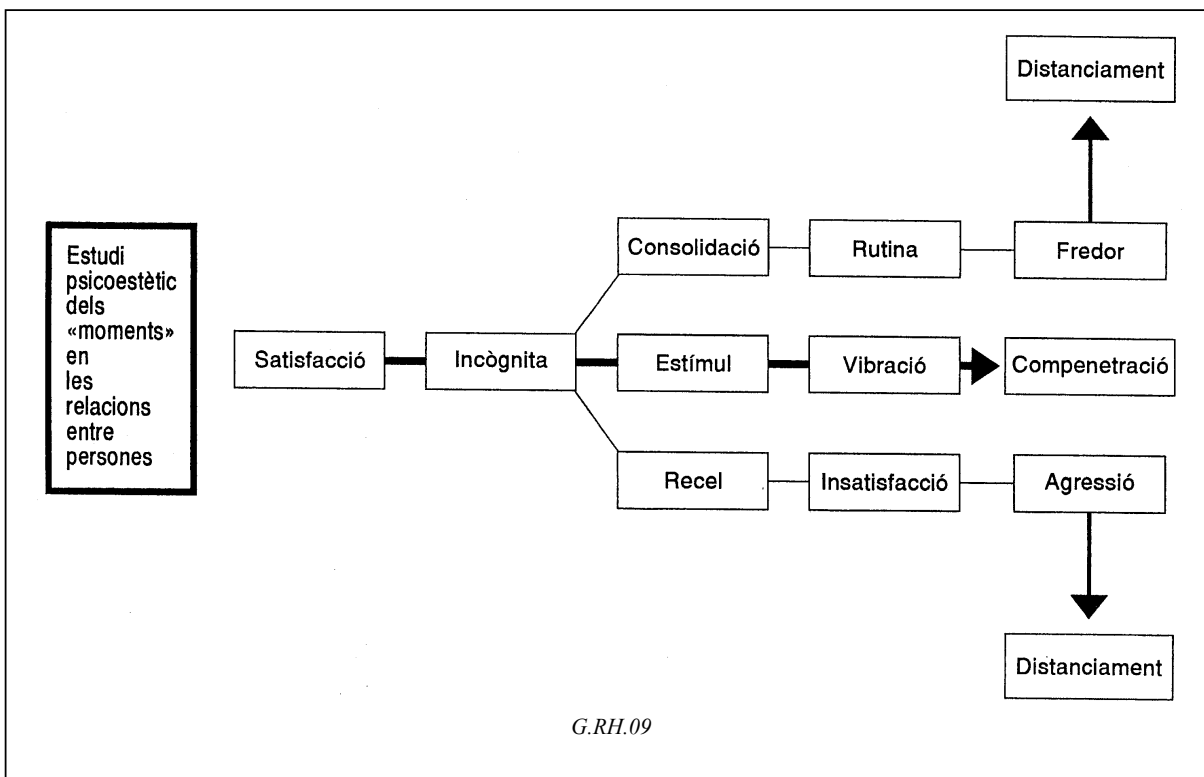 Distanciament
Estudi
psicoestètic
dels
«moments»
en
les
relacions
entre
persones
Consolidació
Rutina
Fredor
Satisfacció
Incògnita
Estímul
Vibració
Compenetració
Recel
Insatisfacció
Agressió
Distanciament
G.RH.09